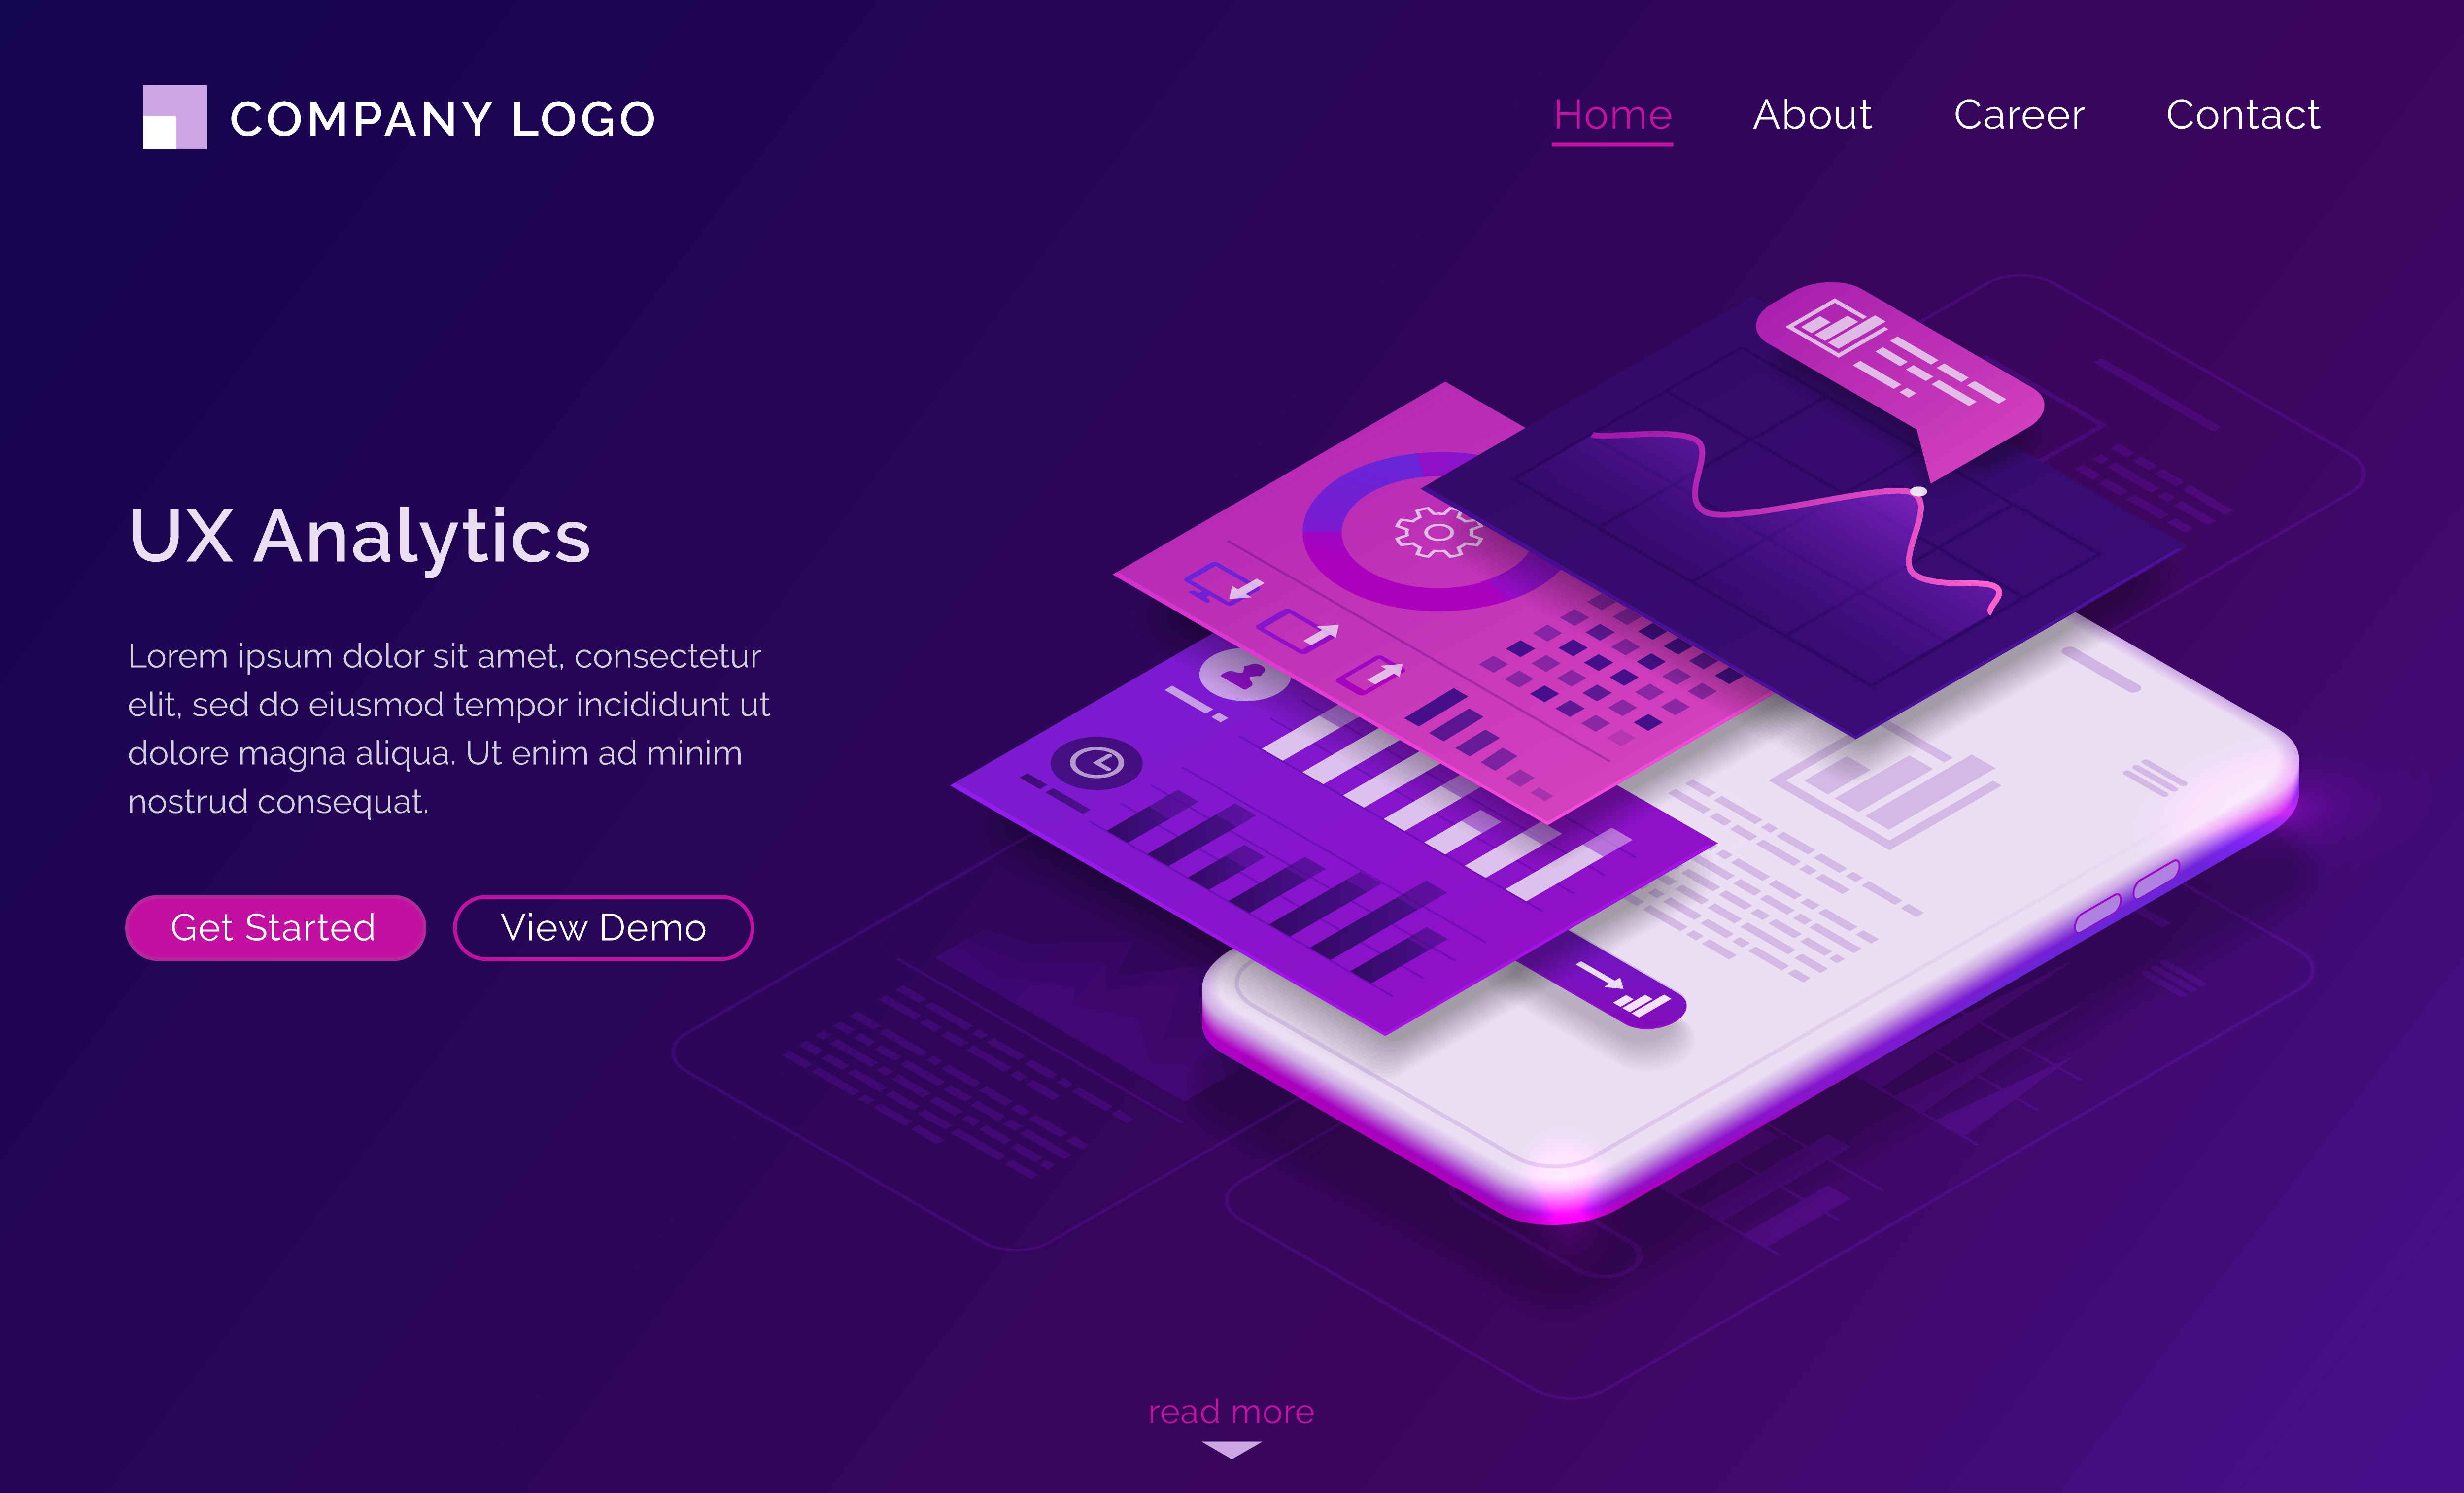 COMPANY LOGO
Home About Career Contact
UX Analytics
Lorem ipsum dolor sit amet, consectetur
elit, sed do eiusmod tempor incididunt ut
dolore magna aliqua. Ut enim ad minim
nostrud consequat.
Get Started View Demo
read more